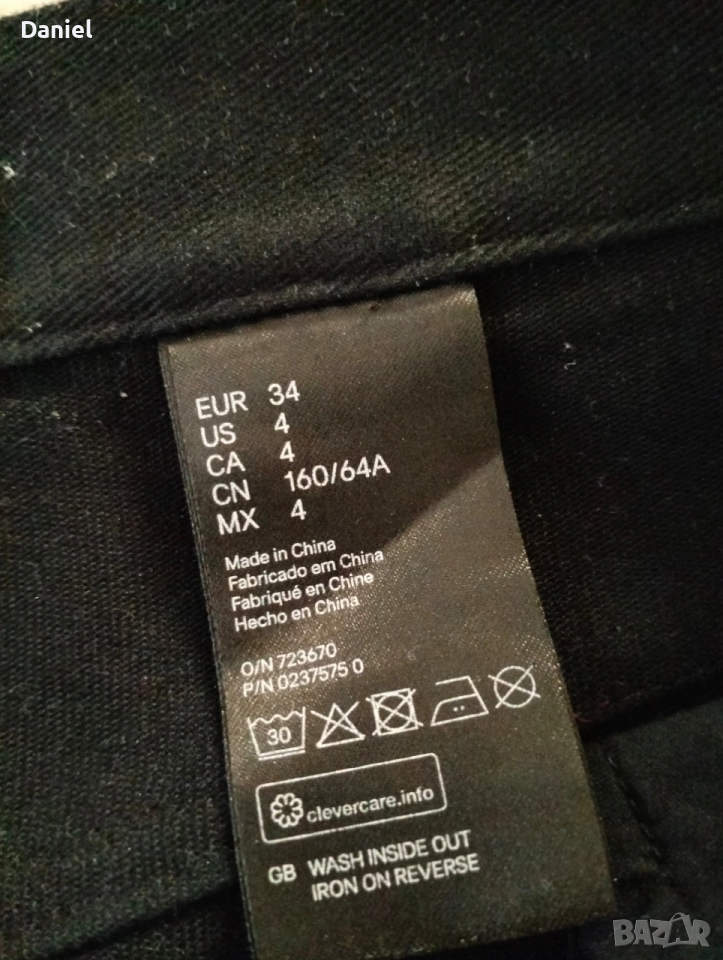 Daniel
EUR 34
US 4
CA 4
CN 160/64A
MX 4
Made in China
Fabricado em China
Fabriqué en Chine
Hecho en China
O/N 723670
P/N 0237575 0
30
clevercare.info
GB WASH INSIDE OUT
IRON ON REVERSE
BAZAR